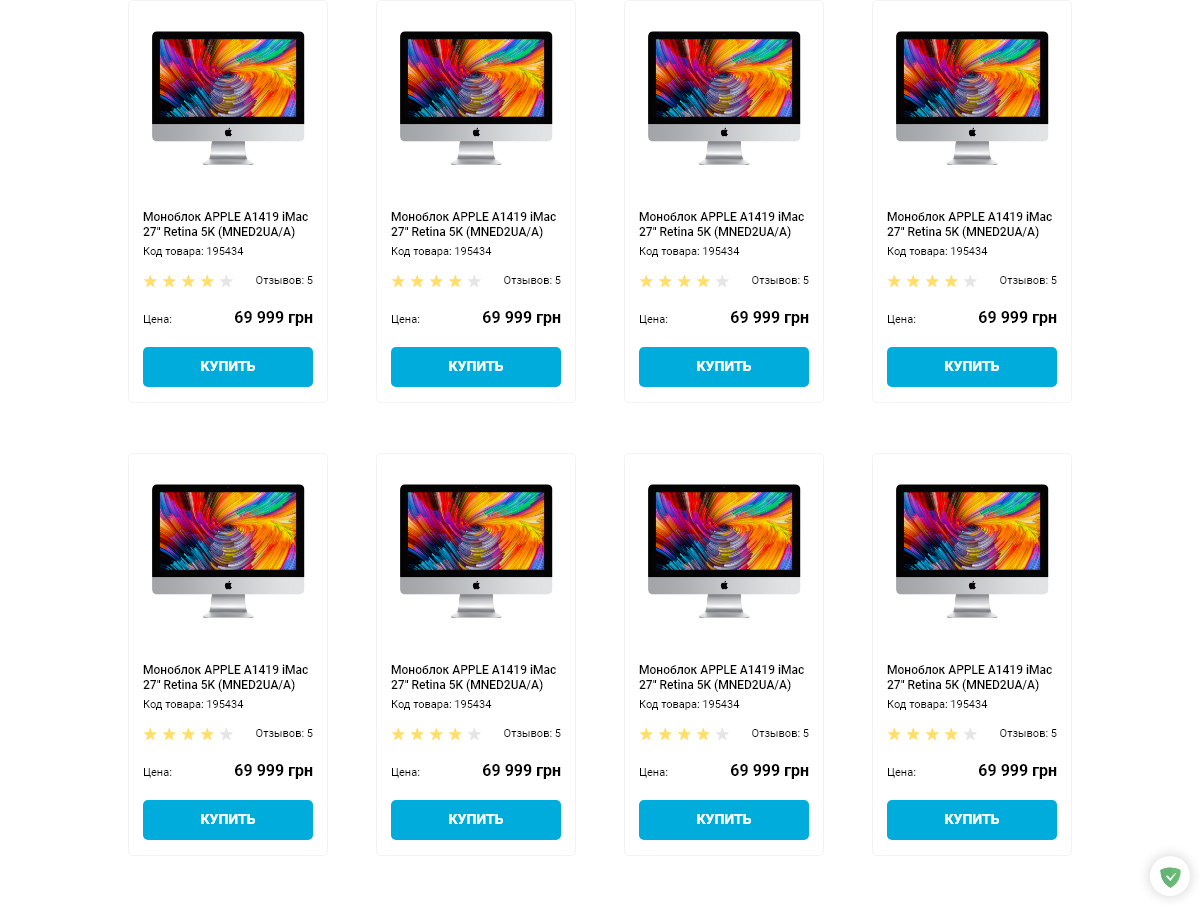 Моноблок APPLE A1419 iMac
27" Retina 5K (MNED2UA/A)
Код товара: 195434
Отзывов: 5
Цена: 69 999 грн
КУПИТЬ
Моноблок APPLE A1419 iMac
27" Retina 5K (MNED2UA/A)
Код товара: 195434
Отзывов: 5
Цена: 69 999 грн
КУПИТЬ
Моноблок APPLE A1419 iMac
27" Retina 5K (MNED2UA/A)
Код товара: 195434
Отзывов: 5
Цена: 69 999 грн
КУПИТЬ
Моноблок APPLE A1419 iMac
27" Retina 5K (MNED2UA/A)
Код товара: 195434
Отзывов: 5
Цена: 69 999 грн
КУПИТЬ
Моноблок APPLE A1419 iMac
27" Retina 5K (MNED2UA/A)
Код товара: 195434
Отзывов: 5
Цена: 69 999 грн
КУПИТЬ
Моноблок APPLE A1419 iMac
27" Retina 5K (MNED2UA/A)
Код товара: 195434
Отзывов: 5
Цена: 69 999 грн
КУПИТЬ
Моноблок APPLE A1419 iMac
27" Retina 5K (MNED2UA/A)
Код товара: 195434
Отзывов: 5
Цена: 69 999 грн
КУПИТЬ
Моноблок APPLE A1419 iMac
27" Retina 5K (MNED2UA/A)
Код товара: 195434
Отзывов: 5
Цена: 69 999 грн
КУПИТЬ